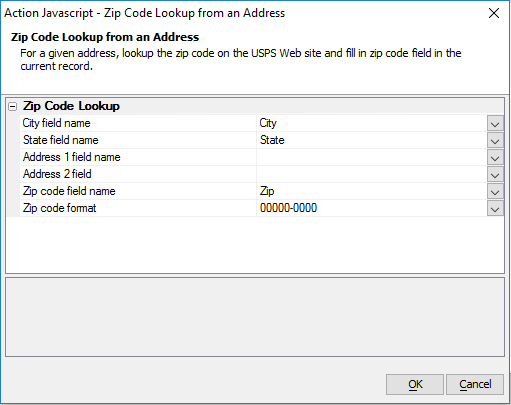 Action Javascript - Zip Code Lookup from an Address
Zip Code Lookup from an Address
For a given address, lookup the zip code on the USPS Web site and fill in zip code field in the
current record.
Zip Code Lookup
City field name City
State field name State
Address 1 field name
Address 2 field
Zip code field name Zip
Zip code format 00000-0000
OK Cancel